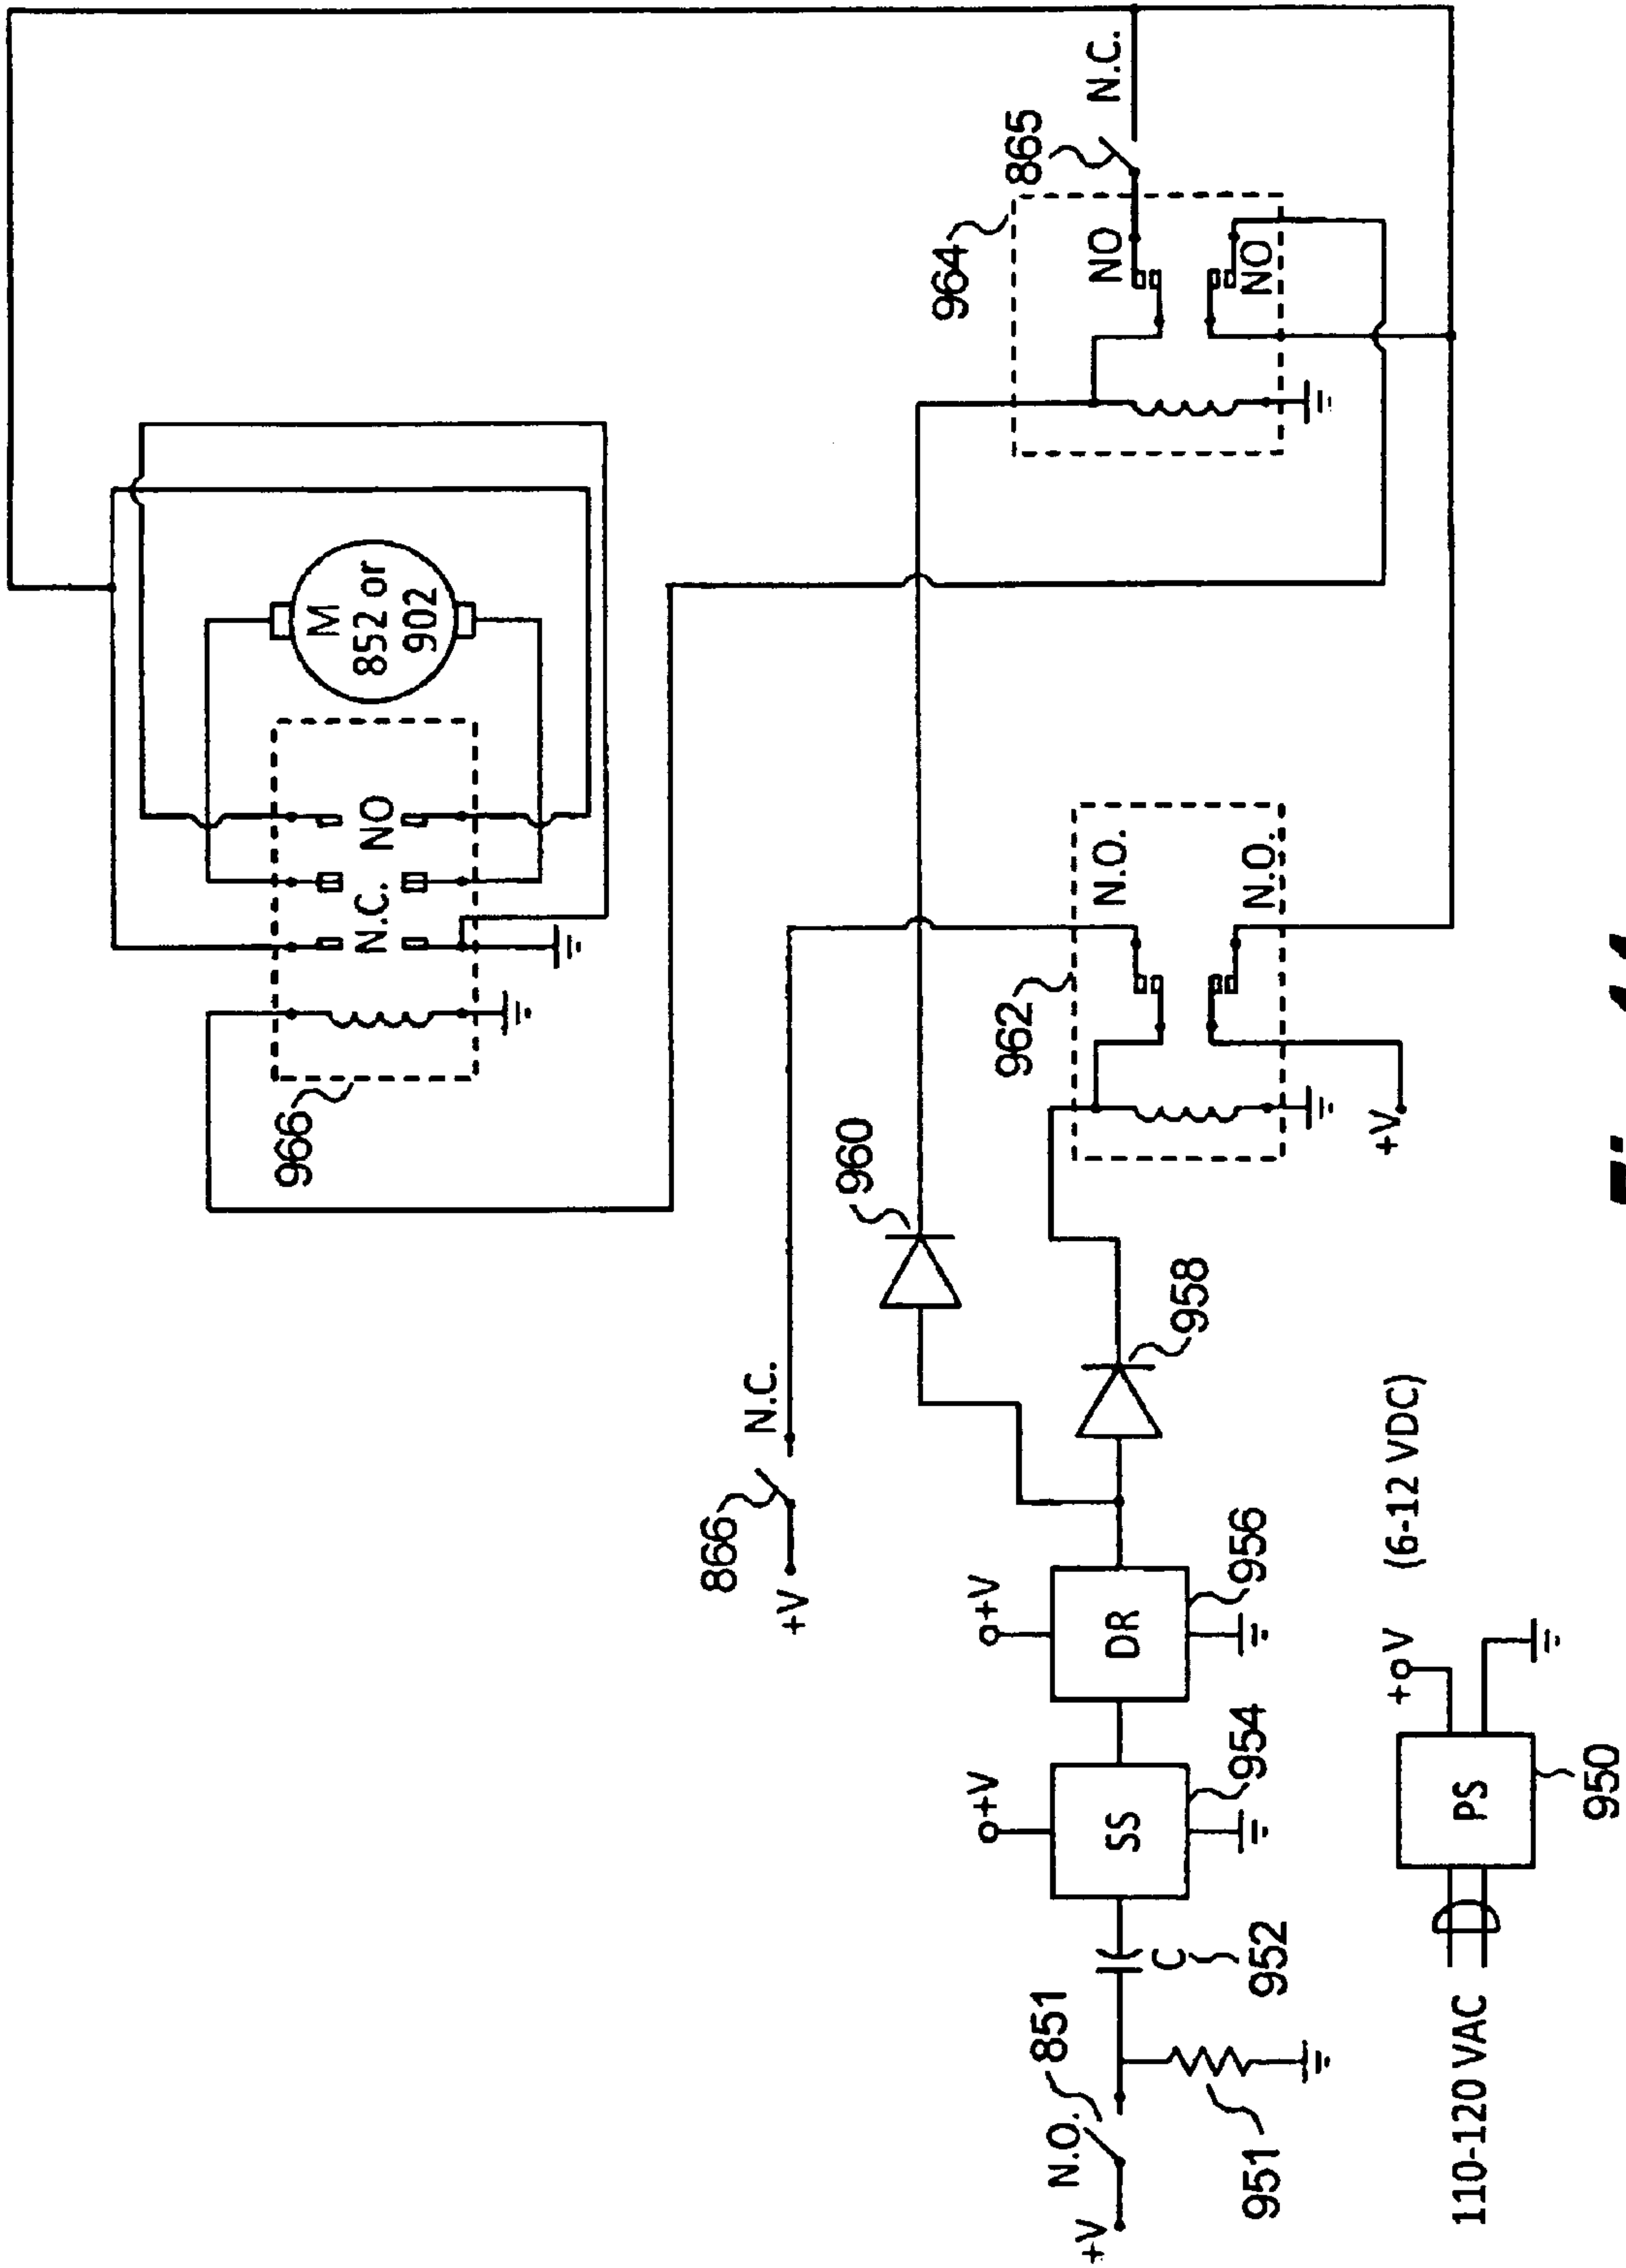 M
852 or
902
966
N.C.
NO
866
N.C.
+V
960
964
+V
+V
962
865
851
N.O.
+V
N.O.
NO
N.C.
SS
DR
C
958
951
952
954
956
N.O.
NO
+V
+V
(6-12 VDC)
110-120 VAC
PS
950